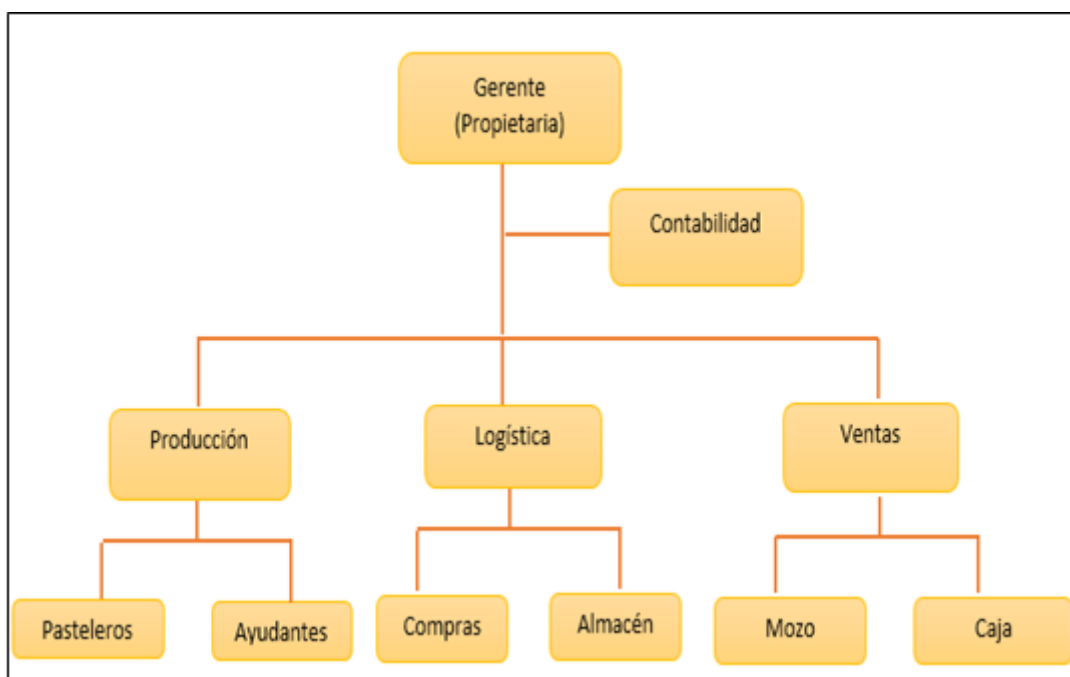 Gerente
(Propietaria)
Contabilidad
Producción
Logística
Ventas
Pasteleros
Ayudantes
Compras
Almacén
Mozo
Caja